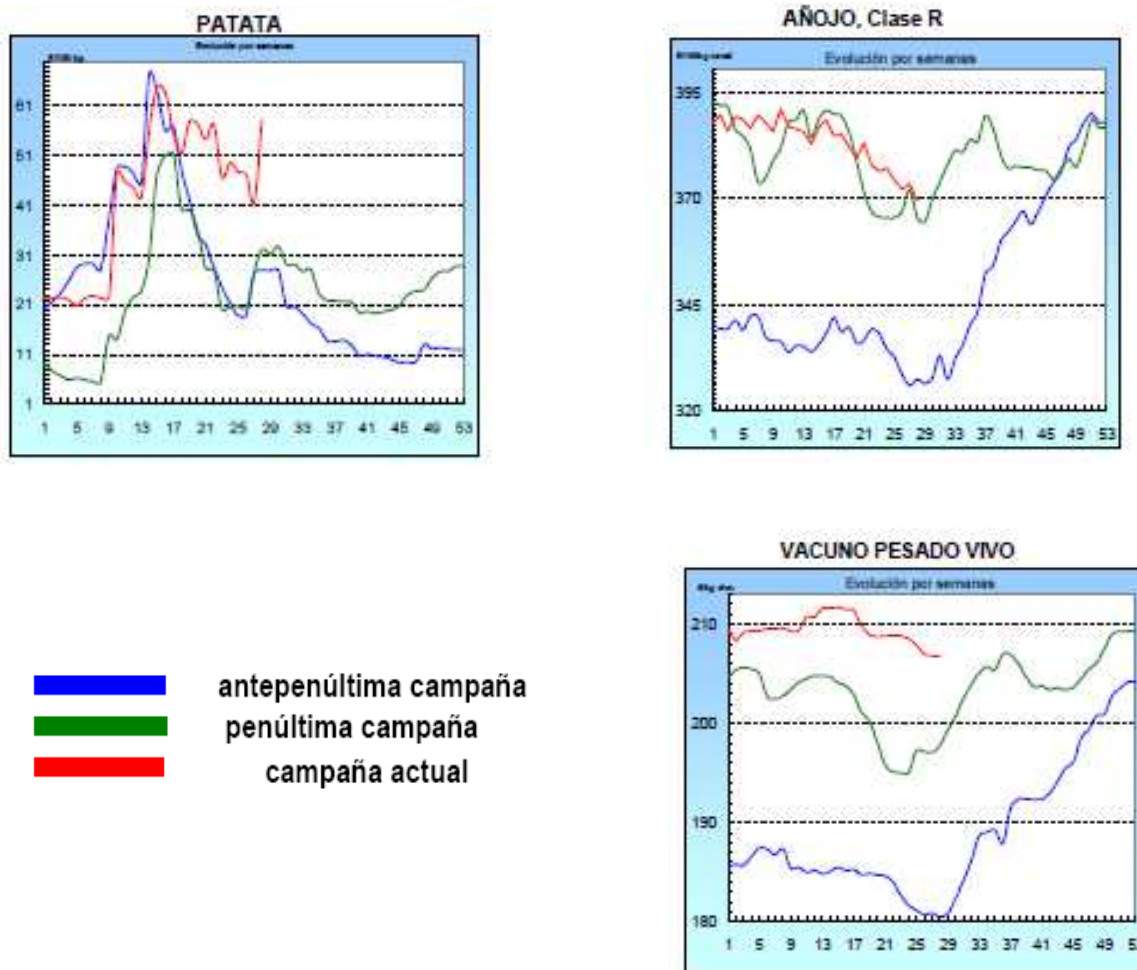 PATATA
Evolución por semanas
61
51
41
31
21
11
1
1 5 9 13 17 21 25 29 33 37 41 45 49 53
AÑOJO, Clase R
Evolución por semanas
395
370
345
320
1 5 9 13 17 21 25 29 33 37 41 45 49 53
VACUNO PESADO VIVO
Evolución por semanas
210
200
190
180
1 5 9 13 17 21 25 29 33 37 41 45 49
antepenúltima campaña
penúltima campaña
campaña actual